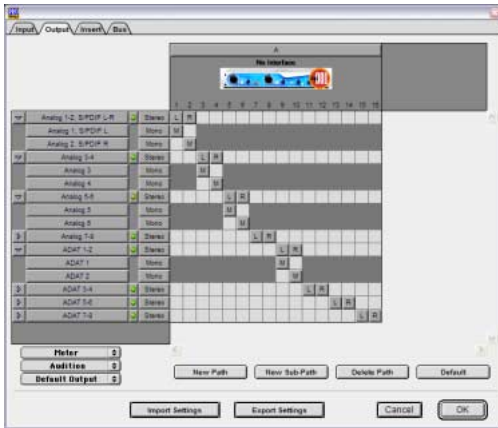 Input Output Insert Bus
A
No Interface
1 2 3 4 5 6 7 8 9 10 11 12 13 14 15 16
Analog 1-2, S/PDIF L-R Stereo L R
Analog 1, S/PDIF L Mono M
Analog 2, S/PDIF R Mono M
Analog 3-4 Stereo L R
Analog 3 Mono M
Analog 4 Mono M
Analog 5-6 Stereo L R
Analog 5 Mono M
Analog 6 Mono M
Analog 7-8 Stereo L R
ADAT 1-2 Stereo L R
ADAT 1 Mono M
ADAT 2 Mono M
ADAT 3-4 Stereo L R
ADAT 5-6 Stereo L R
ADAT 7-8 Stereo L R
Meter
Audition
Default Output
New Path New Sub-Path Delete Path Default
Import Settings Export Settings Cancel OK